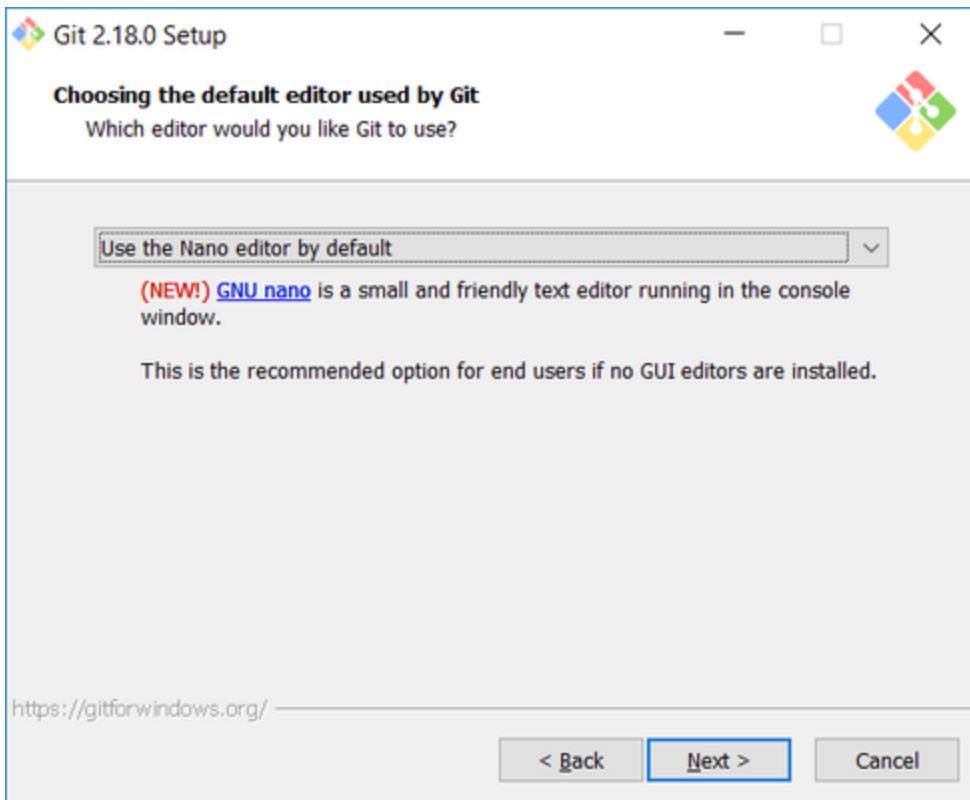 Git 2.18.0 Setup
Choosing the default editor used by Git
Which editor would you like Git to use?
Use the Nano editor by default
(NEW!) GNU nano is a small and friendly text editor running in the console
window.
This is the recommended option for end users if no GUI editors are installed.
https://gitforwindows.org/
< Back Next > Cancel